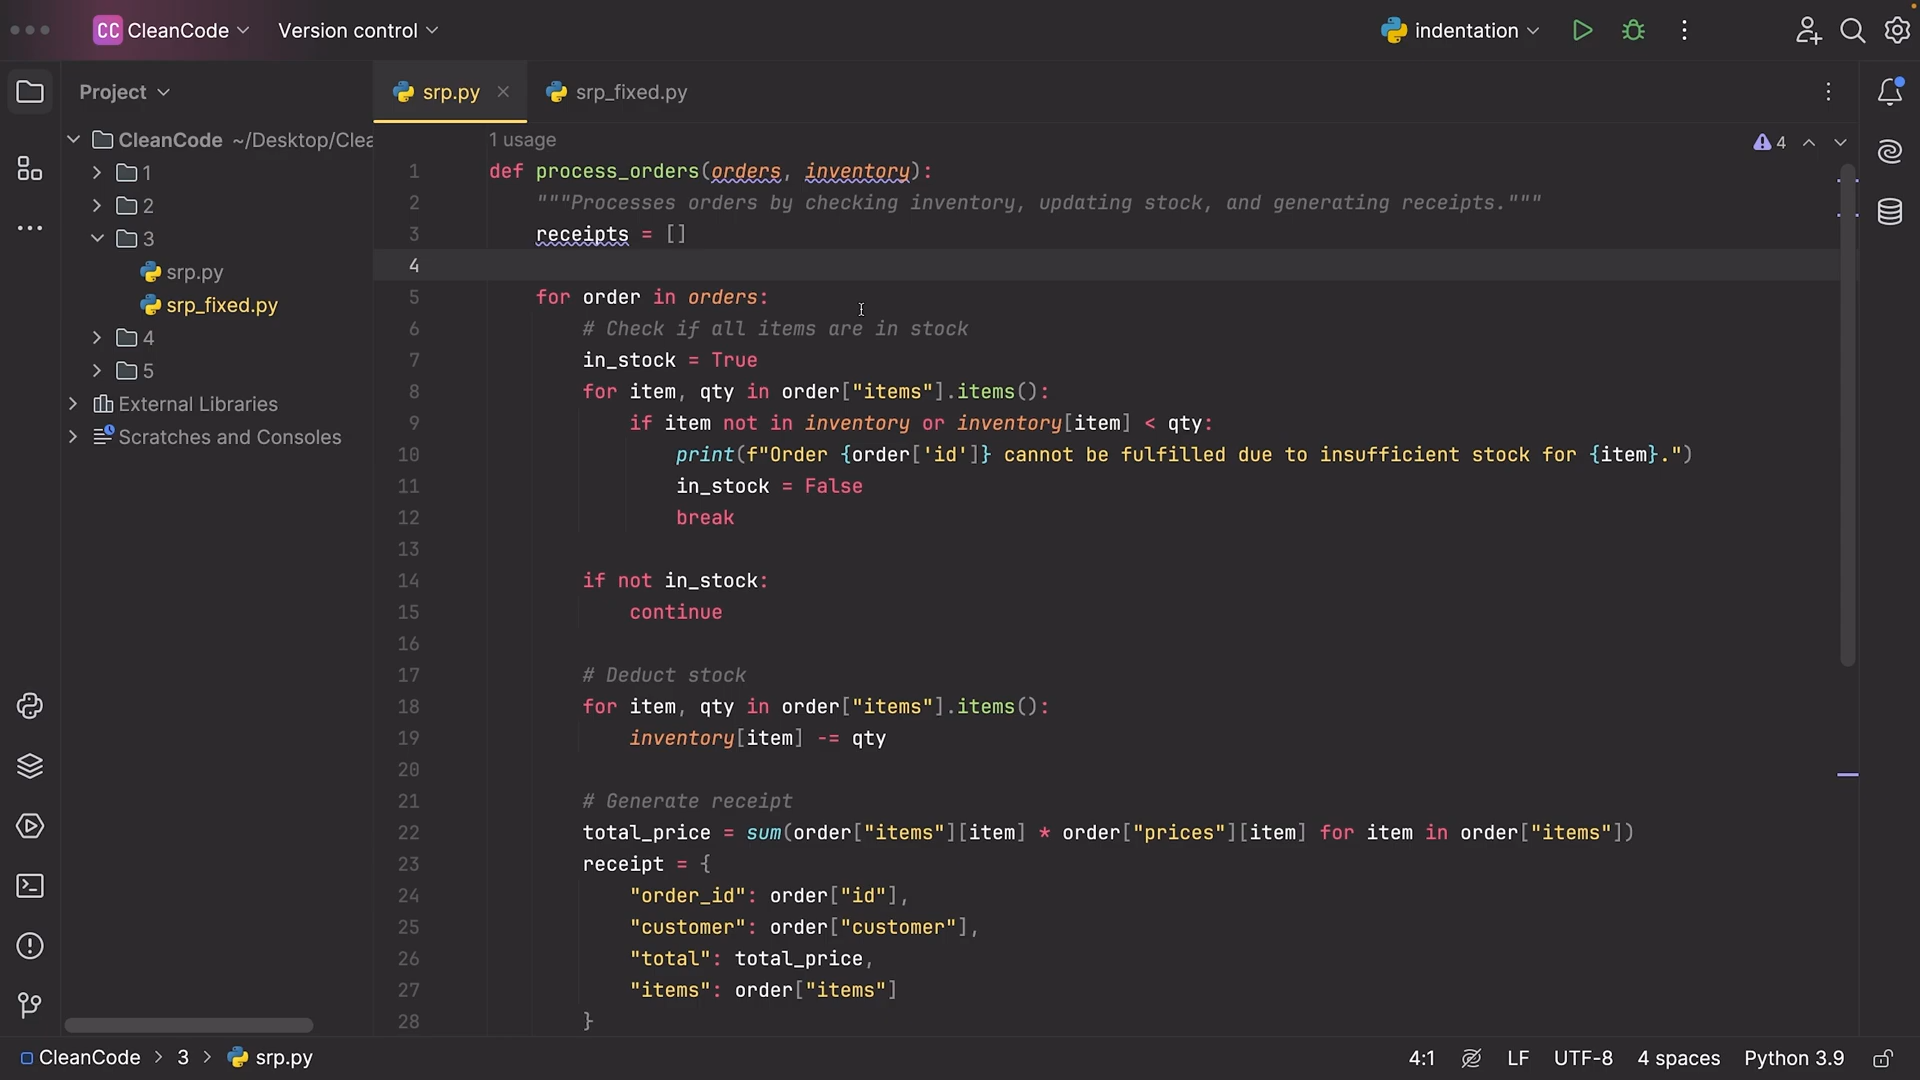 CC CleanCode Version control indentation
Project srp.py srp_fixed.py
CleanCode ~/Desktop/Clea
1
2
3
srp.py
srp_fixed.py
4
5
External Libraries
Scratches and Consoles
1 usage
4
1 def process_orders(orders, inventory):
2 """Processes orders by checking inventory, updating stock, and generating receipts."""
3 receipts = []
4
5 for order in orders:
6 # Check if all items are in stock
7 in_stock = True
8 for item, qty in order["items"].items():
9 if item not in inventory or inventory[item] < qty:
10 print(f"Order {order['id']} cannot be fulfilled due to insufficient stock for {item}.")
11 in_stock = False
12 break
13
14 if not in_stock:
15 continue
16
17 # Deduct stock
18 for item, qty in order["items"].items():
19 inventory[item] -= qty
20
21 # Generate receipt
22 total_price = sum(order["items"][item] * order["prices"][item] for item in order["items"])
23 receipt = {
24 "order_id": order["id"],
25 "customer": order["customer"],
26 "total": total_price,
27 "items": order["items"]
28 }
CleanCode > 3 > srp.py 4:1 LF UTF-8 4 spaces Python 3.9